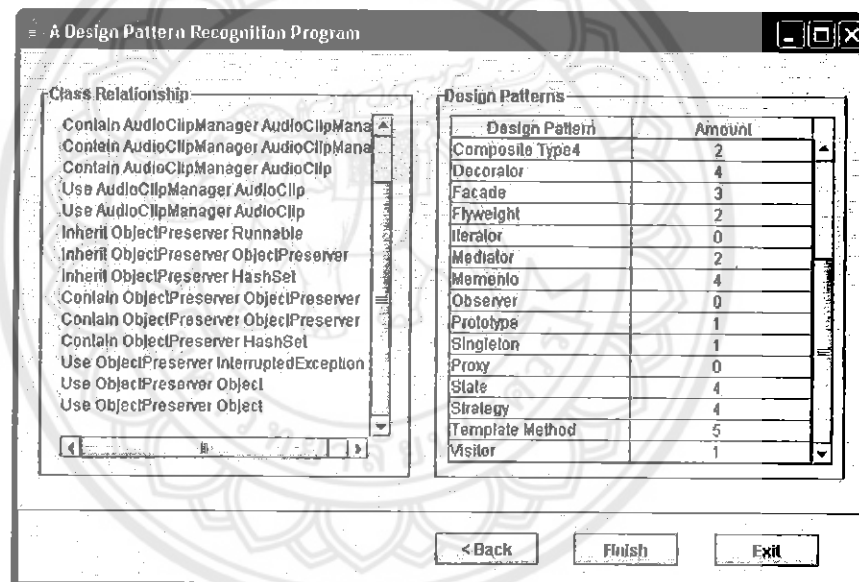 A Design Pattern Recognition Program
Class Relationship
Contain AudioClipManager AudioClipMana
Contain AudioClipManager AudioClipMana
Contain AudioClipManager AudioClip
Use AudioClipManager AudioClip
Use AudioClipManager AudioClip
Inherit ObjectPreserver Runnable
Inherit ObjectPreserver ObjectPreserver
Inherit ObjectPreserver HashSet
Contain ObjectPreserver ObjectPreserver
Contain ObjectPreserver ObjectPreserver
Contain ObjectPreserver HashSet
Use ObjectPreserver InterruptedException
Use ObjectPreserver Object
Use ObjectPreserver Object
Design Patterns
Design Pattern Amount
Composite Type4 2
Decorator 4
Facade 3
Flyweight 2
Iterator 0
Mediator 2
Memento 4
Observer 0
Prototype 1
Singleton 1
Proxy 0
State 4
Strategy 4
Template Method 5
Visitor 1
< Back Finish Exit